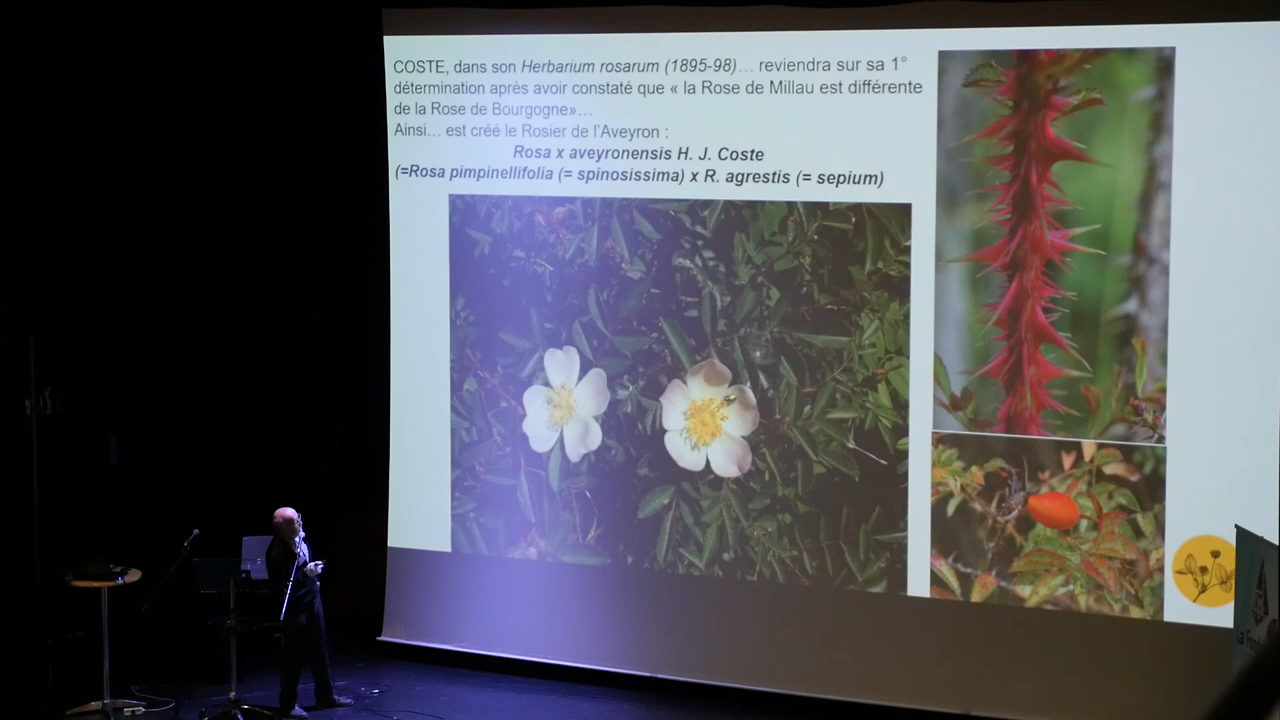 COSTE, dans son Herbarium rosarum (1895-98)… reviendra sur sa 1°
détermination après avoir constaté que « la Rose de Millau est différente
de la Rose de Bourgogne»…
Ainsi… est créé le Rosier de l'Aveyron :
Rosa x aveyronensis H. J. Coste
(=Rosa pimpinellifolia (= spinosissima) x R. agrestis (= sepium)
La